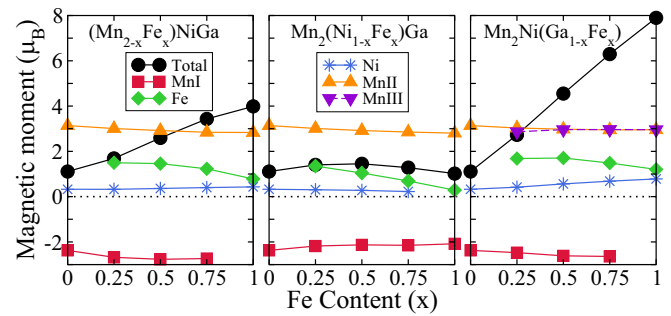 (Mn₂₋ₓFeₓ)NiGa
Mn₂(Ni₁₋ₓFeₓ)Ga
Mn₂Ni(Ga₁₋ₓFeₓ)
Total
MnI
Fe
Ni
MnII
MnIII
Magnetic moment (μ_B)
8
6
4
2
0
-2
0 0.25 0.5 0.75 0 0.25 0.5 0.75 1 0 0.25 0.5 0.75 1
Fe Content (x)